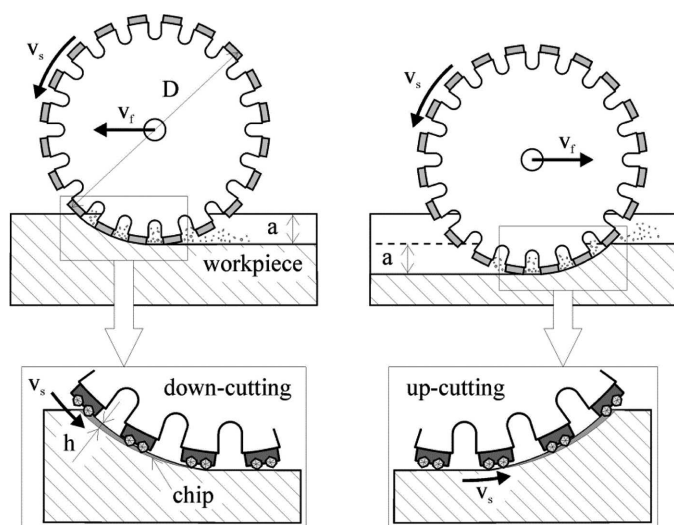 vs
D
vf
a
workpiece
vs
vf
a
vs
down-cutting
h
chip
up-cutting
vs